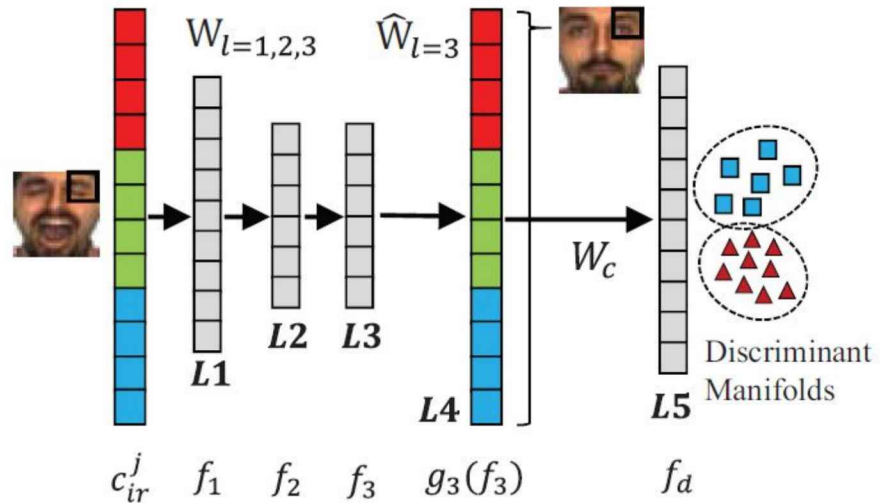 W_{l=1,2,3}
Ŵ_{l=3}
L1
L2
L3
L4
W_c
L5
Discriminant
Manifolds
c_{ir}^{j}
f_1
f_2
f_3
g_3(f_3)
f_d